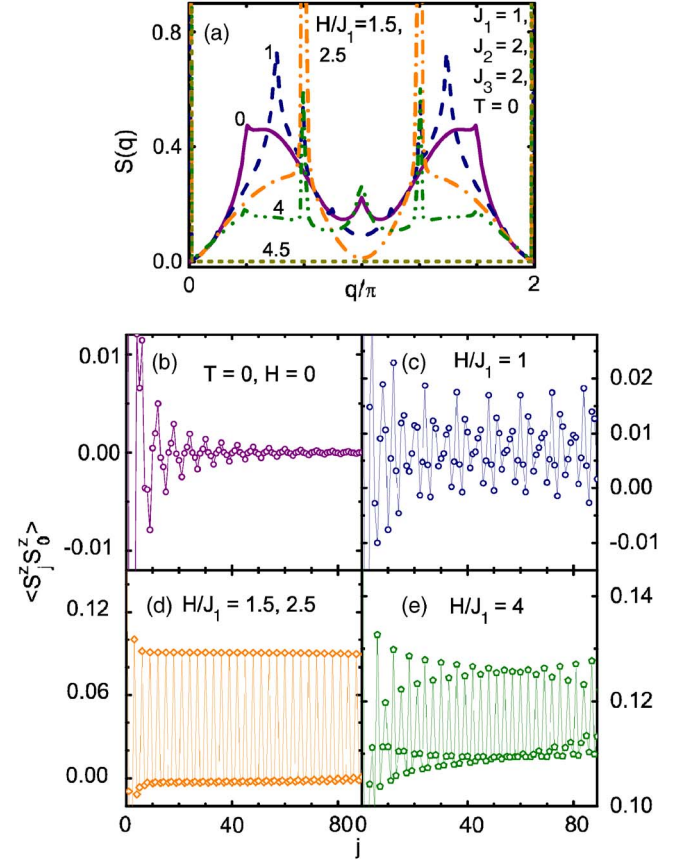 (a)
H/J1=1.5,
2.5
J1 = 1,
J2 = 2,
J3 = 2,
T = 0
0.8
1
0
0.4
4
4.5
0.0
S(q)
0
2
q/π
(b)
T = 0, H = 0
0.01
0.00
-0.01
(c)
H/J1 = 1
0.02
0.01
0.00
-0.01
<S^z_j S^z_0>
(d)
H/J1 = 1.5, 2.5
0.12
0.06
0.00
0
40
80
(e)
H/J1 = 4
0.14
0.12
0.10
0
40
80
j